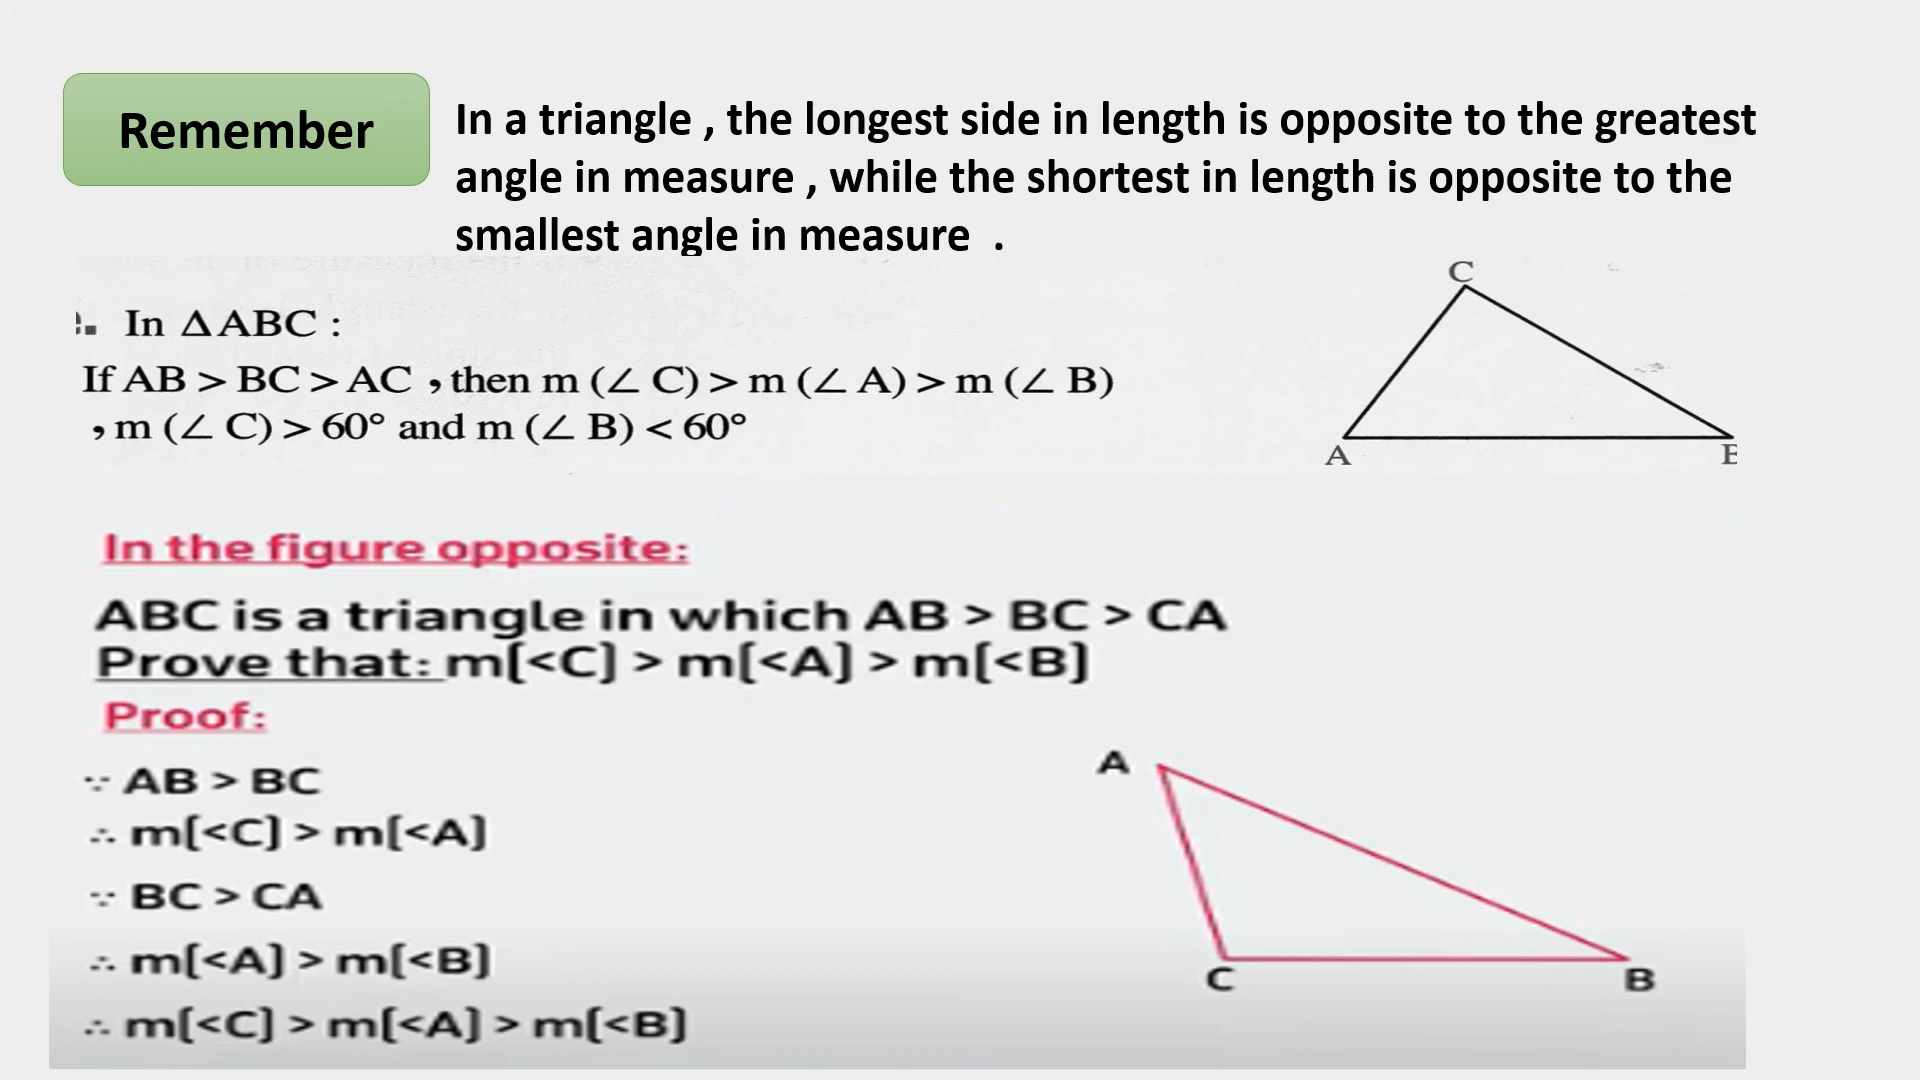 Remember
In a triangle , the longest side in length is opposite to the greatest
angle in measure , while the shortest in length is opposite to the
smallest angle in measure .
In △ABC :
If AB > BC > AC , then m (∠ C) > m (∠ A) > m (∠ B)
, m (∠ C) > 60° and m (∠ B) < 60°
C
A
B
In the figure opposite:
ABC is a triangle in which AB > BC > CA
Prove that: m[<C] > m[<A] > m[<B]
Proof:
∵ AB > BC
∴ m[<C] > m[<A]
∵ BC > CA
∴ m[<A] > m[<B]
∴ m[<C] > m[<A] > m[<B]
A
C
B